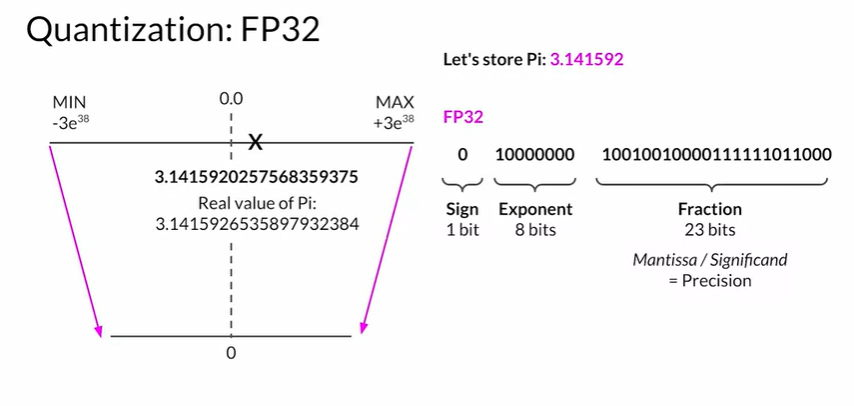 Quantization: FP32
MIN
-3e³⁸
0.0
MAX
+3e³⁸
X
3.1415920257568359375
Real value of Pi:
3.1415926535897932384
0
Let's store Pi: 3.141592
FP32
0 10000000 10010010000111111011000
Sign Exponent Fraction
1 bit 8 bits 23 bits
Mantissa / Significand
= Precision